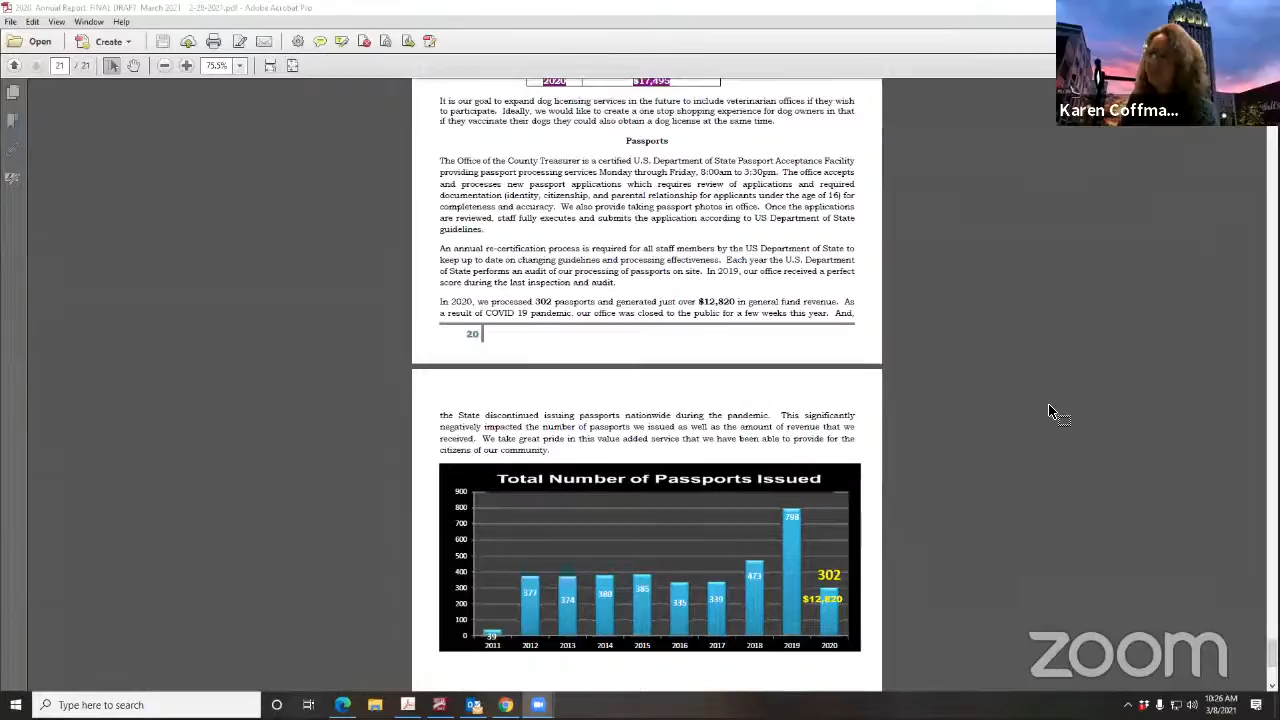 2020_Annual Report_FINAL_DRAFT_March 2021__2-28-2021-.pdf - Adobe Acrobat Pro
File Edit View Window Help
Open
Create
21 / 21
75.5%
Karen Coffma...
2020 $17,495
It is our goal to expand dog licensing services in the future to include veterinarian offices if they wish
to participate. Ideally, we would like to create a one stop shopping experience for dog owners in that
if they vaccinate their dogs they could also obtain a dog license at the same time.
Passports
The Office of the County Treasurer is a certified U.S. Department of State Passport Acceptance Facility
providing passport processing services Monday through Friday, 8:00am to 3:30pm. The office accepts
and processes new passport applications which requires review of applications and required
documentation (identity, citizenship, and parental relationship for applicants under the age of 16) for
completeness and accuracy. We also provide taking passport photos in office. Once the applications
are reviewed, staff fully executes and submits the application according to US Department of State
guidelines.
An annual re-certification process is required for all staff members by the US Department of State to
keep up to date on changing guidelines and processing effectiveness. Each year the U.S. Department
of State performs an audit of our processing of passports on site. In 2019, our office received a perfect
score during the last inspection and audit.
In 2020, we processed 302 passports and generated just over $12,820 in general fund revenue. As
a result of COVID 19 pandemic, our office was closed to the public for a few weeks this year. And,
20
the State discontinued issuing passports nationwide during the pandemic. This significantly
negatively impacted the number of passports we issued as well as the amount of revenue that we
received. We take great pride in this value added service that we have been able to provide for the
citizens of our community.
Total Number of Passports Issued
900
800
700
600
500
400
300
200
100
0
39 377 374 380 385 335 339 473 798 302
$12,820
2011 2012 2013 2014 2015 2016 2017 2018 2019 2020
zoom
Type here to search
10:26 AM
3/8/2021